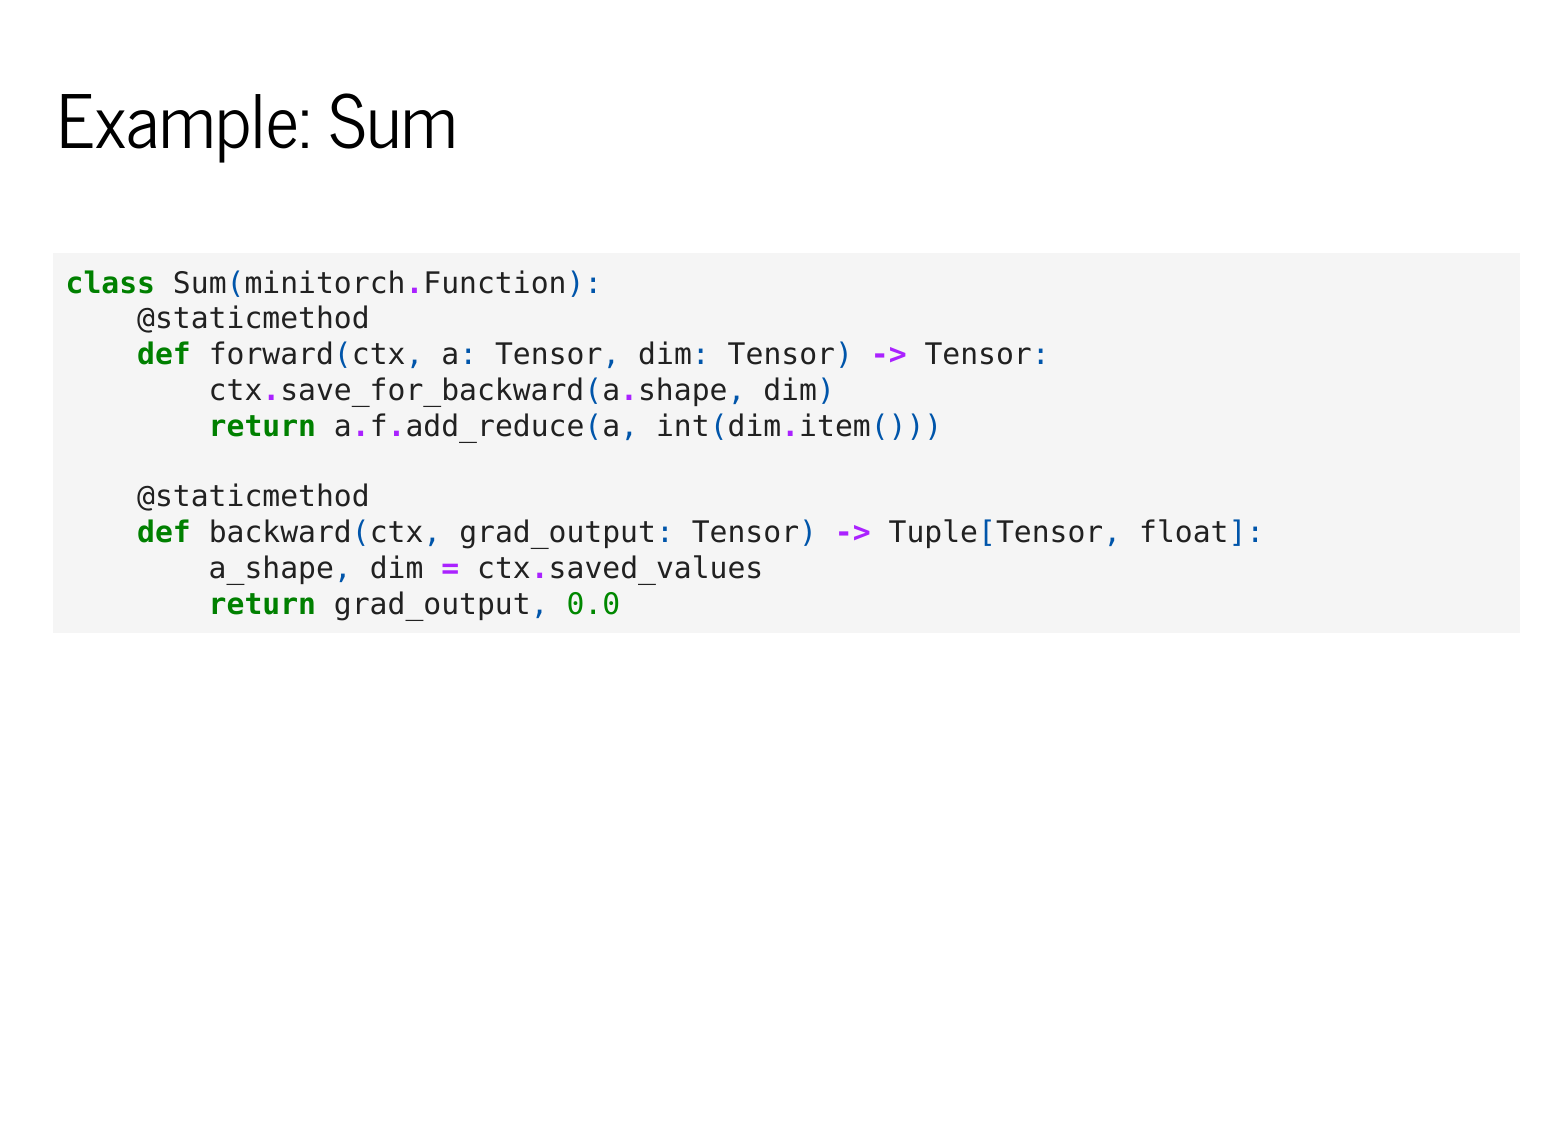 Example: Sum
class Sum(minitorch.Function):
    @staticmethod
    def forward(ctx, a: Tensor, dim: Tensor) -> Tensor:
        ctx.save_for_backward(a.shape, dim)
        return a.f.add_reduce(a, int(dim.item()))

    @staticmethod
    def backward(ctx, grad_output: Tensor) -> Tuple[Tensor, float]:
        a_shape, dim = ctx.saved_values
        return grad_output, 0.0